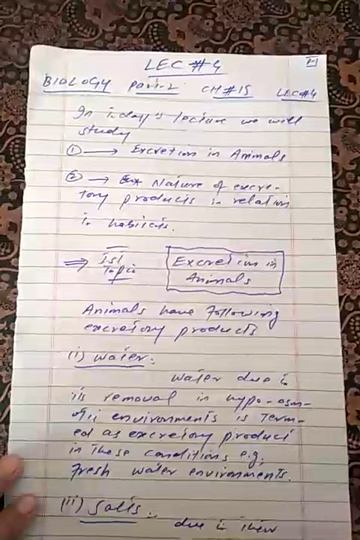 LEC #4
BIOLOGY Part-2 CH#15 LEC#4
In today's lecture we will
study
① → Excretion in Animals
② → Nature of excre-
tory products in relation
to habitats.
⇒ 1st Topic
Excretion in Animals
Animals have following
excretory products
(i) water:
water due to
its removal in hypo-osm-
otic environments is term-
ed as excretory product
in these conditions e.g,
fresh water environments.
(ii) Salts: due to their